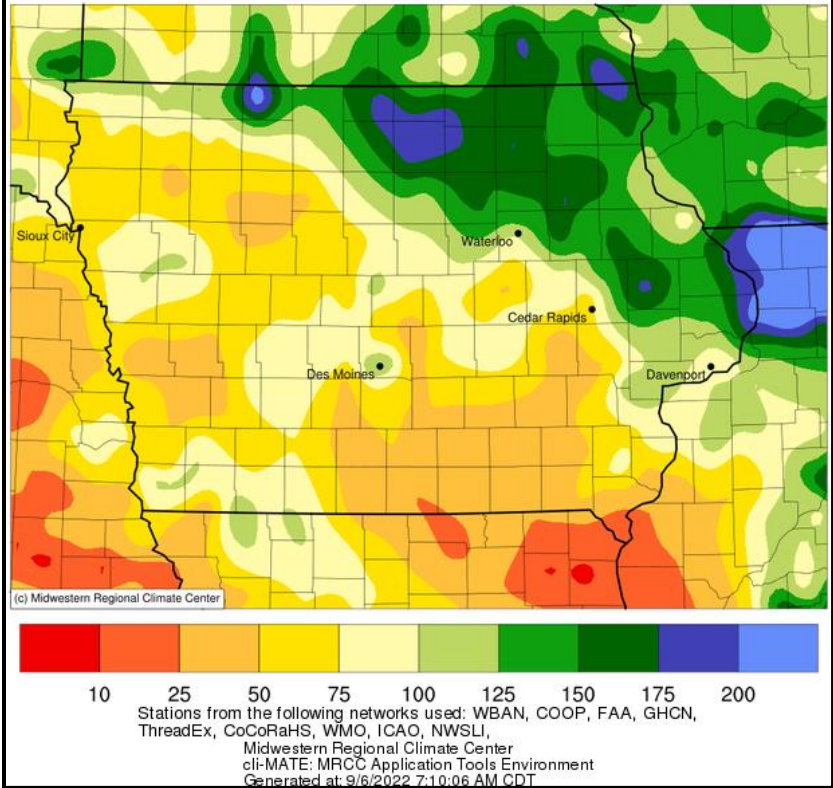 Sioux City
Waterloo
Cedar Rapids
Des Moines
Davenport
(c) Midwestern Regional Climate Center
10 25 50 75 100 125 150 175 200
Stations from the following networks used: WBAN, COOP, FAA, GHCN,
ThreadEx, CoCoRaHS, WMO, ICAO, NWSLI,
Midwestern Regional Climate Center
cli-MATE: MRCC Application Tools Environment
Generated at: 9/6/2022 7:10:06 AM CDT